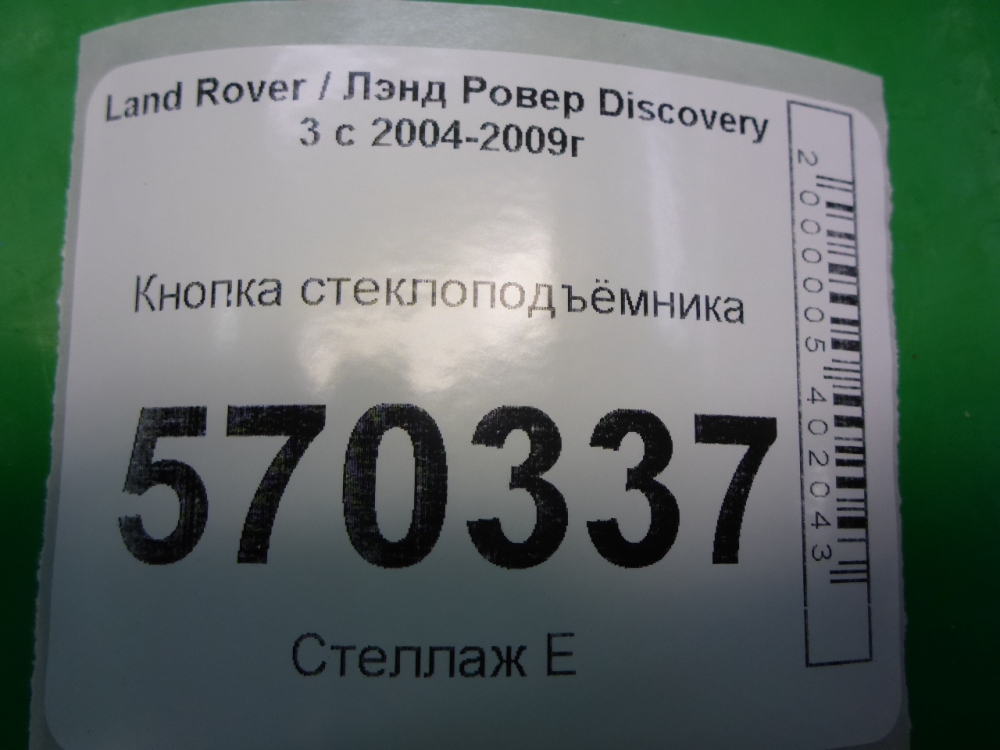 Land Rover / Лэнд Ровер Discovery
3 с 2004-2009г
Кнопка стеклоподъёмника
570337
Стеллаж Е
2000005402043